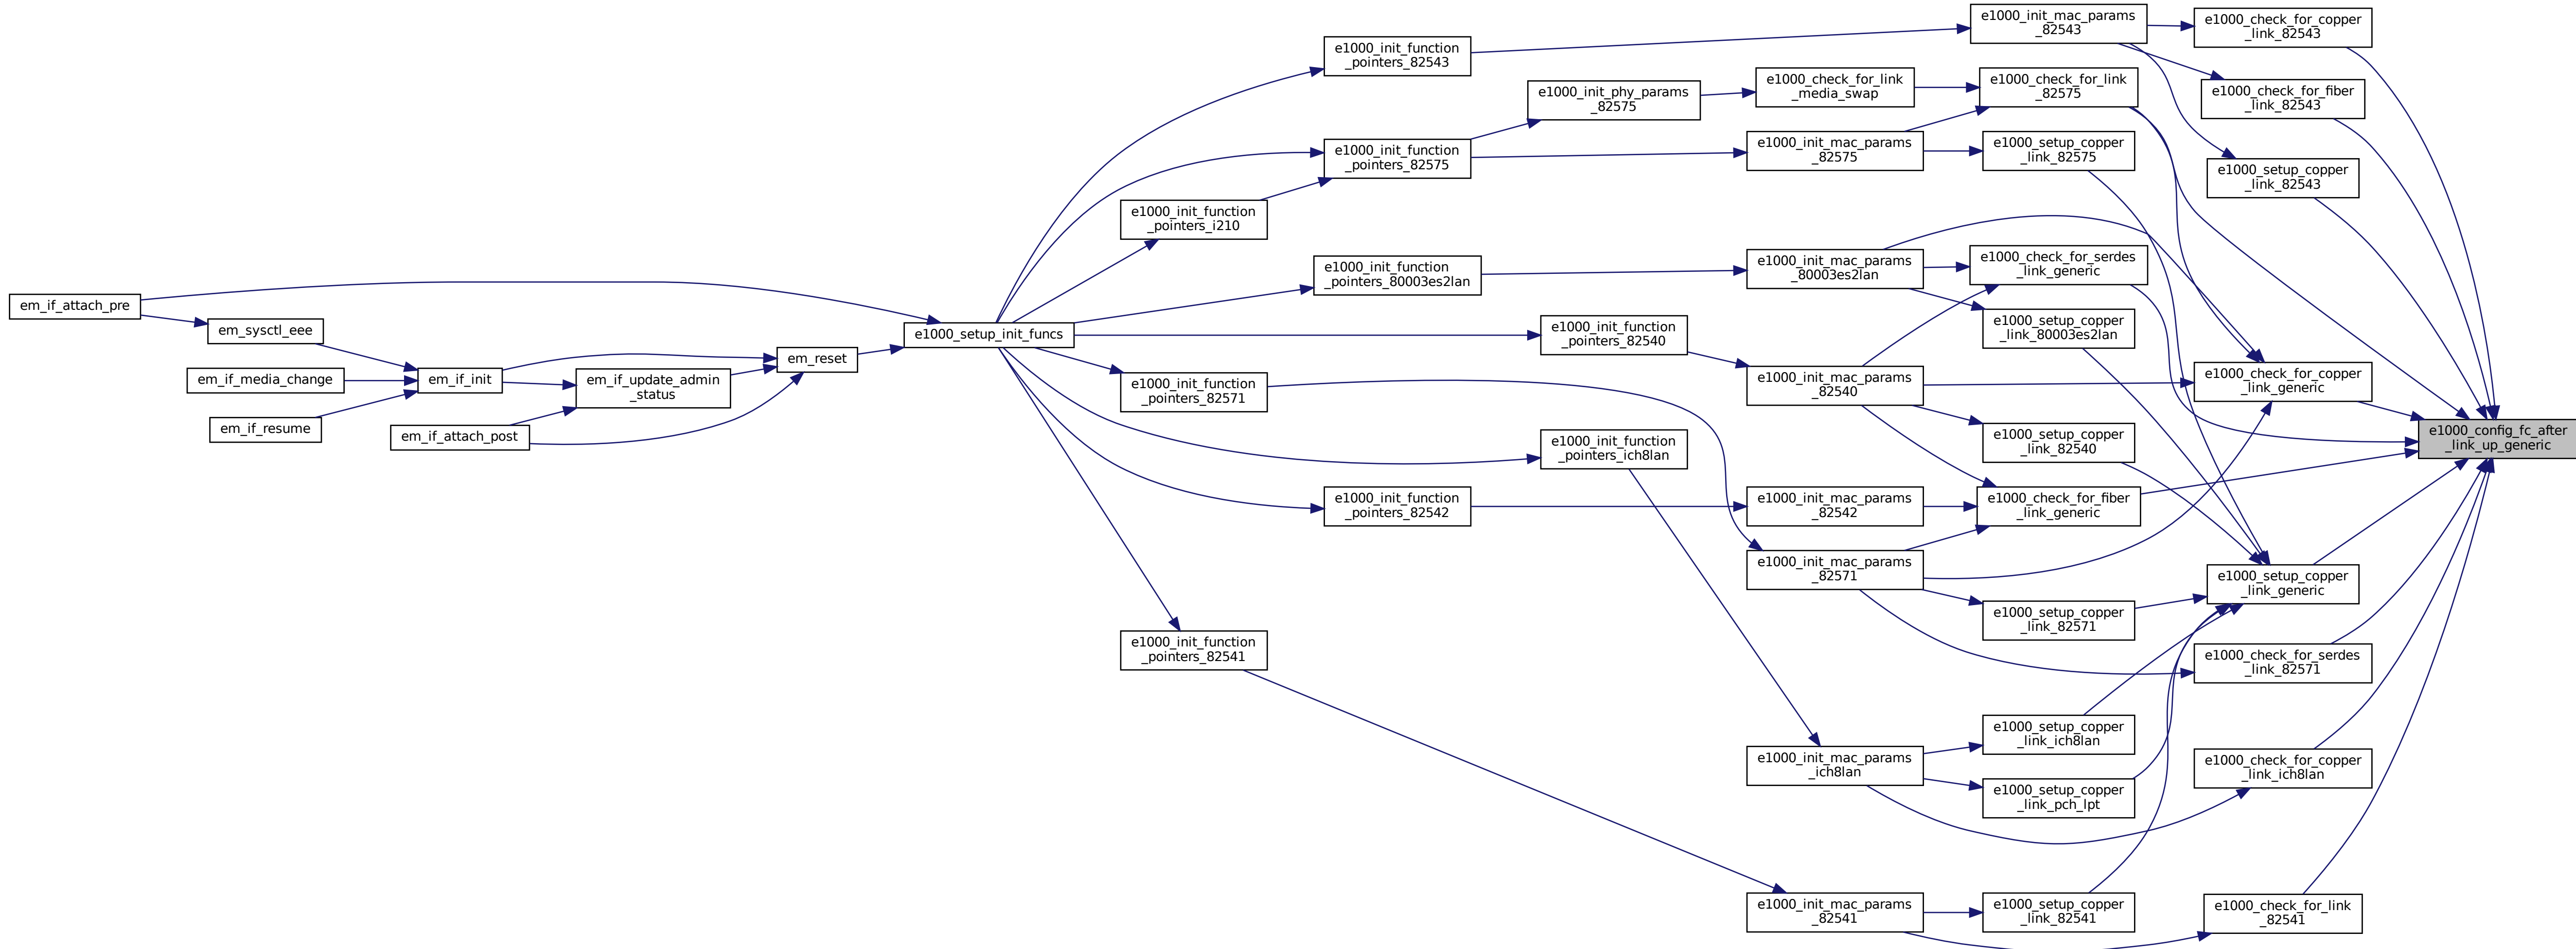 e1000_init_mac_params
_82543
e1000_check_for_copper
_link_82543
e1000_init_function
_pointers_82543
e1000_init_phy_params
_82575
e1000_check_for_link
_media_swap
e1000_check_for_link
_82575
e1000_check_for_fiber
_link_82543
e1000_init_function
_pointers_82575
e1000_init_mac_params
_82575
e1000_setup_copper
_link_82575
e1000_setup_copper
_link_82543
e1000_init_function
_pointers_i210
e1000_init_function
_pointers_80003es2lan
e1000_init_mac_params
_80003es2lan
e1000_check_for_serdes
_link_generic
em_if_attach_pre
em_sysctl_eee
e1000_setup_init_funcs
e1000_init_function
_pointers_82540
e1000_setup_copper
_link_80003es2lan
em_reset
em_if_media_change
em_if_init
em_if_update_admin
_status
e1000_init_function
_pointers_82571
e1000_init_mac_params
_82540
e1000_check_for_copper
_link_generic
em_if_resume
em_if_attach_post
e1000_init_function
_pointers_ich8lan
e1000_setup_copper
_link_82540
e1000_config_fc_after
_link_up_generic
e1000_init_function
_pointers_82542
e1000_init_mac_params
_82542
e1000_check_for_fiber
_link_generic
e1000_init_mac_params
_82571
e1000_setup_copper
_link_generic
e1000_setup_copper
_link_82571
e1000_init_function
_pointers_82541
e1000_check_for_serdes
_link_82571
e1000_setup_copper
_link_ich8lan
e1000_init_mac_params
_ich8lan
e1000_check_for_copper
_link_ich8lan
e1000_setup_copper
_link_pch_lpt
e1000_init_mac_params
_82541
e1000_setup_copper
_link_82541
e1000_check_for_link
_82541